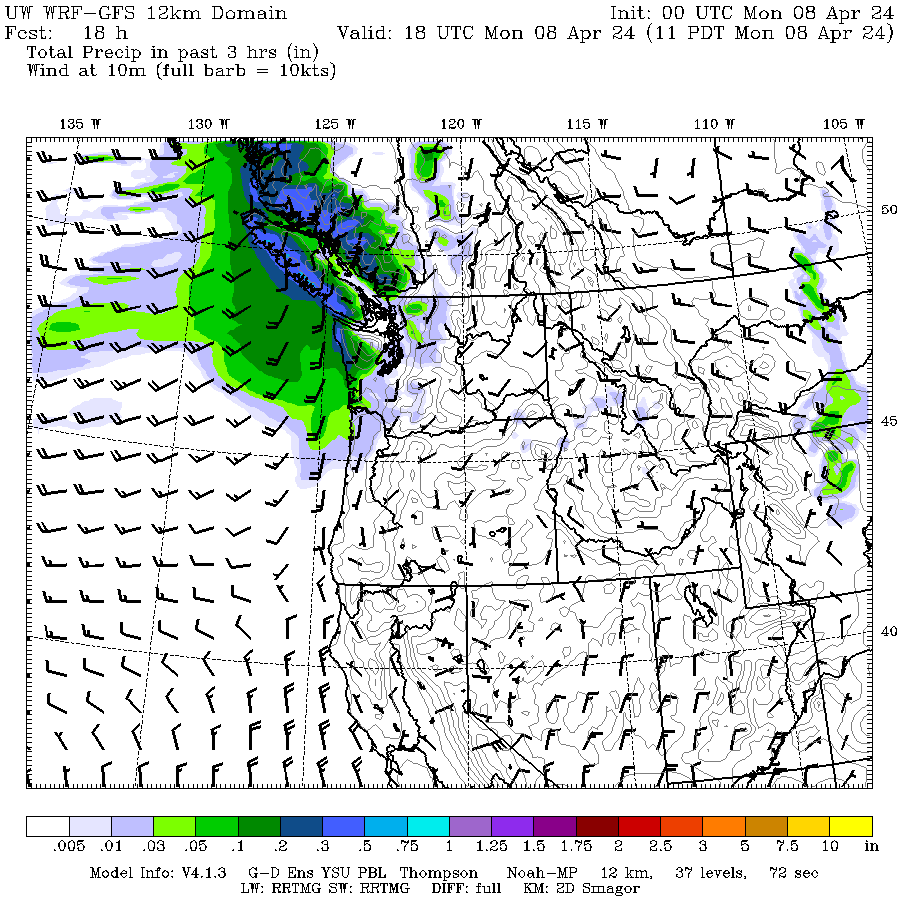 UW WRF-GFS 12km Domain Init: 00 UTC Mon 08 Apr 24
Fcst: 18 h Valid: 18 UTC Mon 08 Apr 24 (11 PDT Mon 08 Apr 24)
Total Precip in past 3 hrs (in)
Wind at 10m (full barb = 10kts)
135 W 130 W 125 W 120 W 115 W 110 W 105 W
50
45
40
.005 .01 .03 .05 .1 .2 .3 .5 .75 1 1.25 1.5 1.75 2 2.5 3 5 7.5 10 in
Model Info: V4.1.3 G-D Ens YSU PBL Thompson Noah-MP 12 km, 37 levels, 72 sec
LW: RRTMG SW: RRTMG DIFF: full KM: 2D Smagor